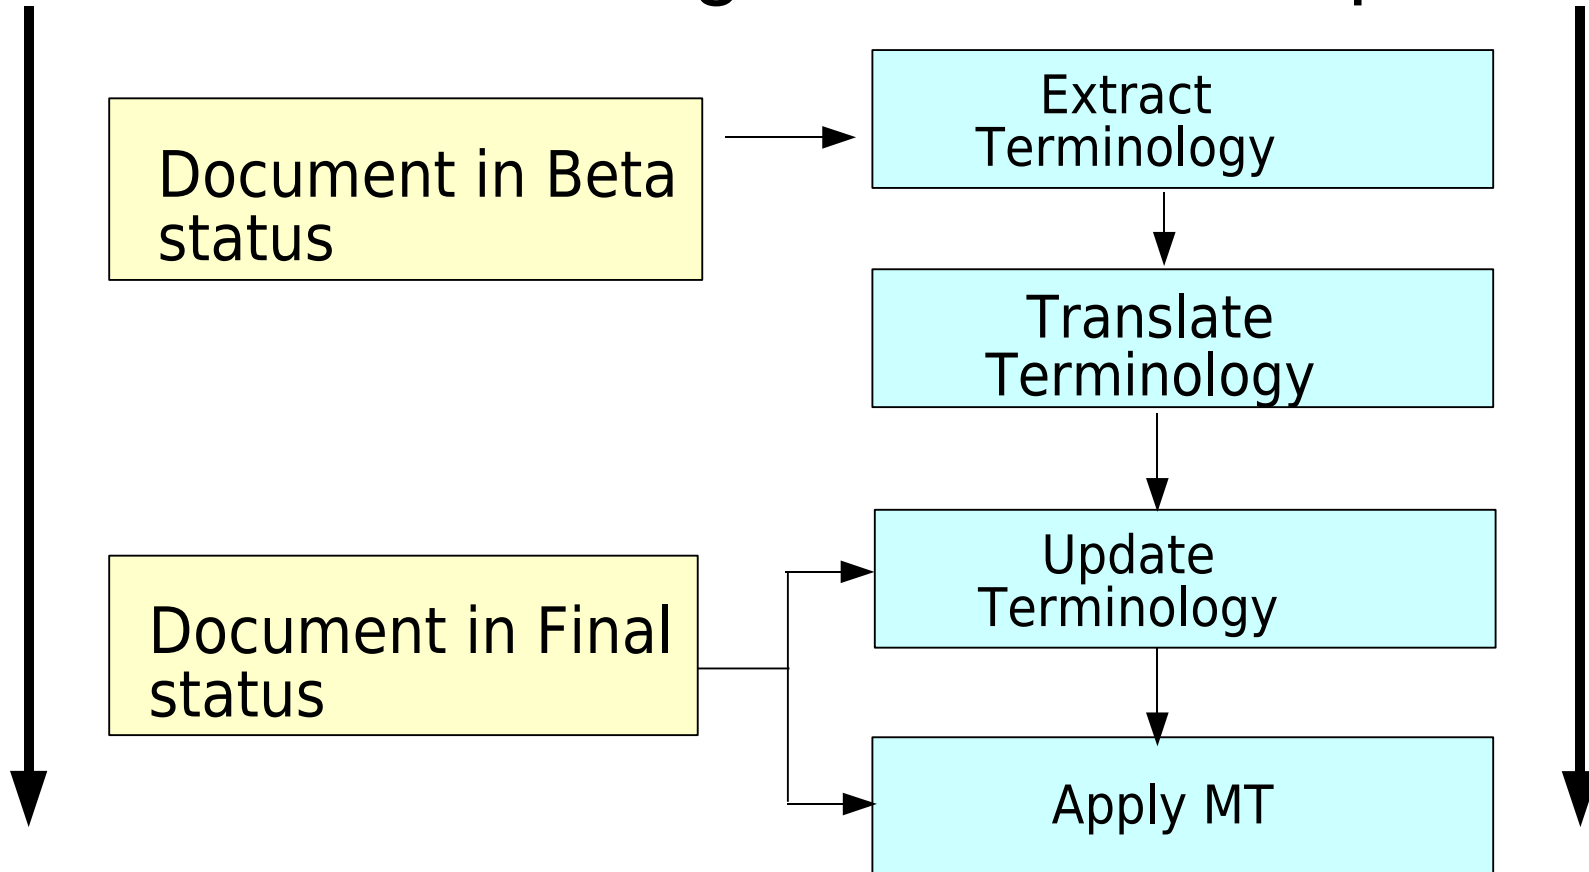 Extract
Terminology
Document in Beta
status
Translate
Terminology
Update
Terminology
Document in Final
status
Apply MT